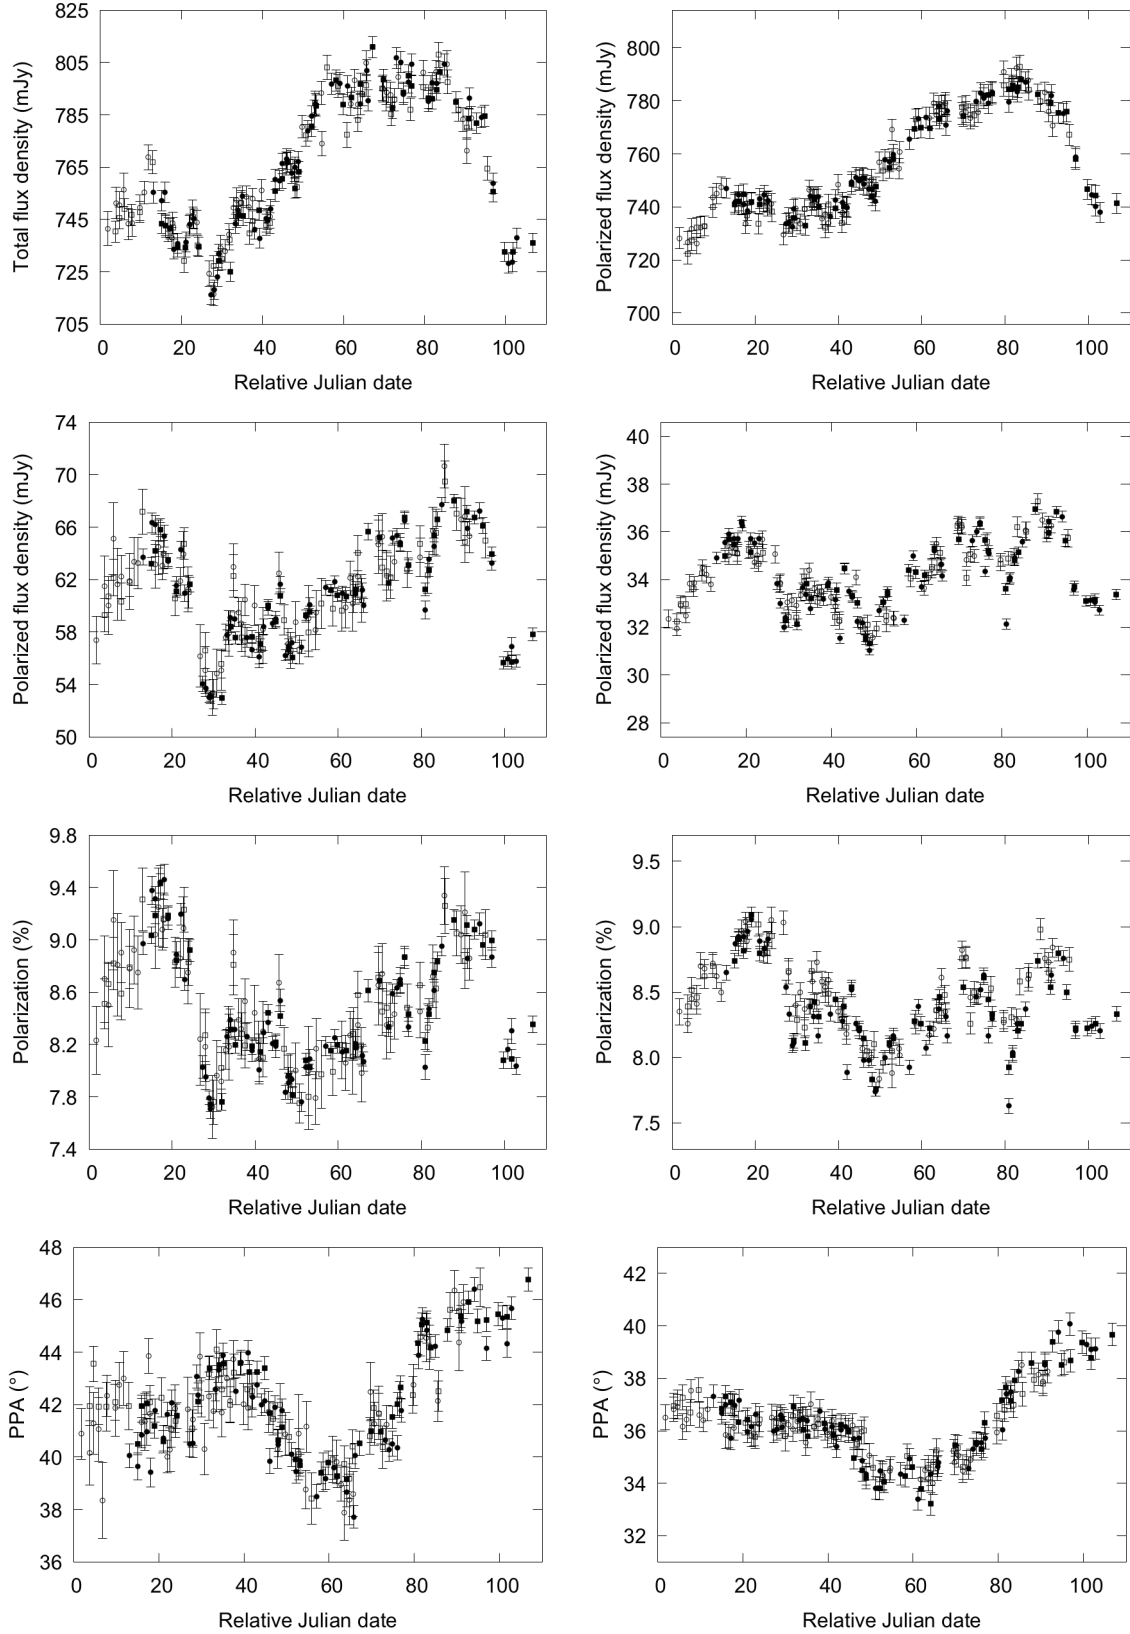 Total flux density (mJy)
825
805
785
765
745
725
705
0 20 40 60 80 100
Relative Julian date
Polarized flux density (mJy)
800
780
760
740
720
700
0 20 40 60 80 100
Relative Julian date
Polarized flux density (mJy)
74
70
66
62
58
54
50
0 20 40 60 80 100
Relative Julian date
Polarized flux density (mJy)
40
38
36
34
32
30
28
0 20 40 60 80 100
Relative Julian date
Polarization (%)
9.8
9.4
9.0
8.6
8.2
7.8
7.4
0 20 40 60 80 100
Relative Julian date
Polarization (%)
9.5
9.0
8.5
8.0
7.5
0 20 40 60 80 100
Relative Julian date
PPA (°)
48
46
44
42
40
38
36
0 20 40 60 80 100
Relative Julian date
PPA (°)
42
40
38
36
34
32
0 20 40 60 80 100
Relative Julian date